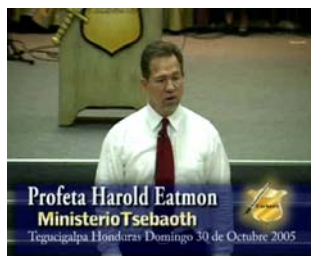 Profeta Harold Eatmon
MinisterioTsebaoth
Tegucigalpa Honduras Domingo 30 de Octubre 2005